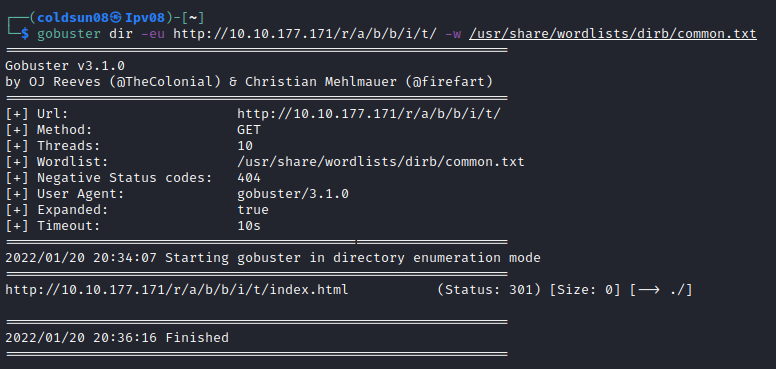 ┌──(coldsun08㉿Ipv08)-[~]
└─$ gobuster dir -eu http://10.10.177.171/r/a/b/b/i/t/ -w /usr/share/wordlists/dirb/common.txt
===============================================================
Gobuster v3.1.0
by OJ Reeves (@TheColonial) & Christian Mehlmauer (@firefart)
===============================================================
[+] Url:                     http://10.10.177.171/r/a/b/b/i/t/
[+] Method:                  GET
[+] Threads:                 10
[+] Wordlist:                /usr/share/wordlists/dirb/common.txt
[+] Negative Status codes:   404
[+] User Agent:              gobuster/3.1.0
[+] Expanded:                true
[+] Timeout:                 10s
===============================================================
2022/01/20 20:34:07 Starting gobuster in directory enumeration mode
===============================================================
http://10.10.177.171/r/a/b/b/i/t/index.html           (Status: 301) [Size: 0] [--> ./]
===============================================================
2022/01/20 20:36:16 Finished
===============================================================